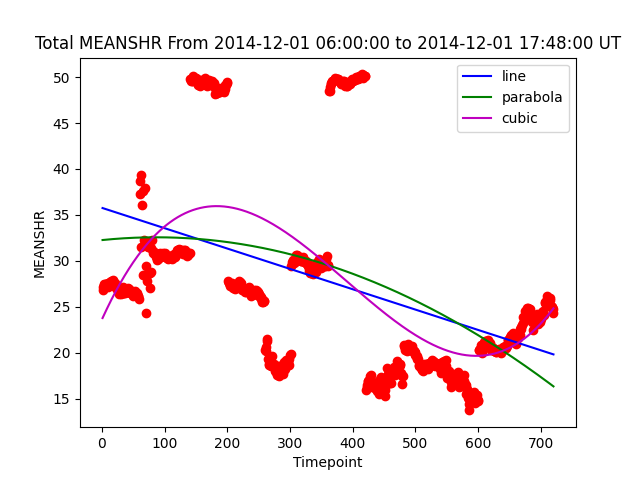 Total MEANSHR From 2014-12-01 06:00:00 to 2014-12-01 17:48:00 UT
50
45
40
35
30
25
20
15
MEANSHR
line
parabola
cubic
0 100 200 300 400 500 600 700
Timepoint